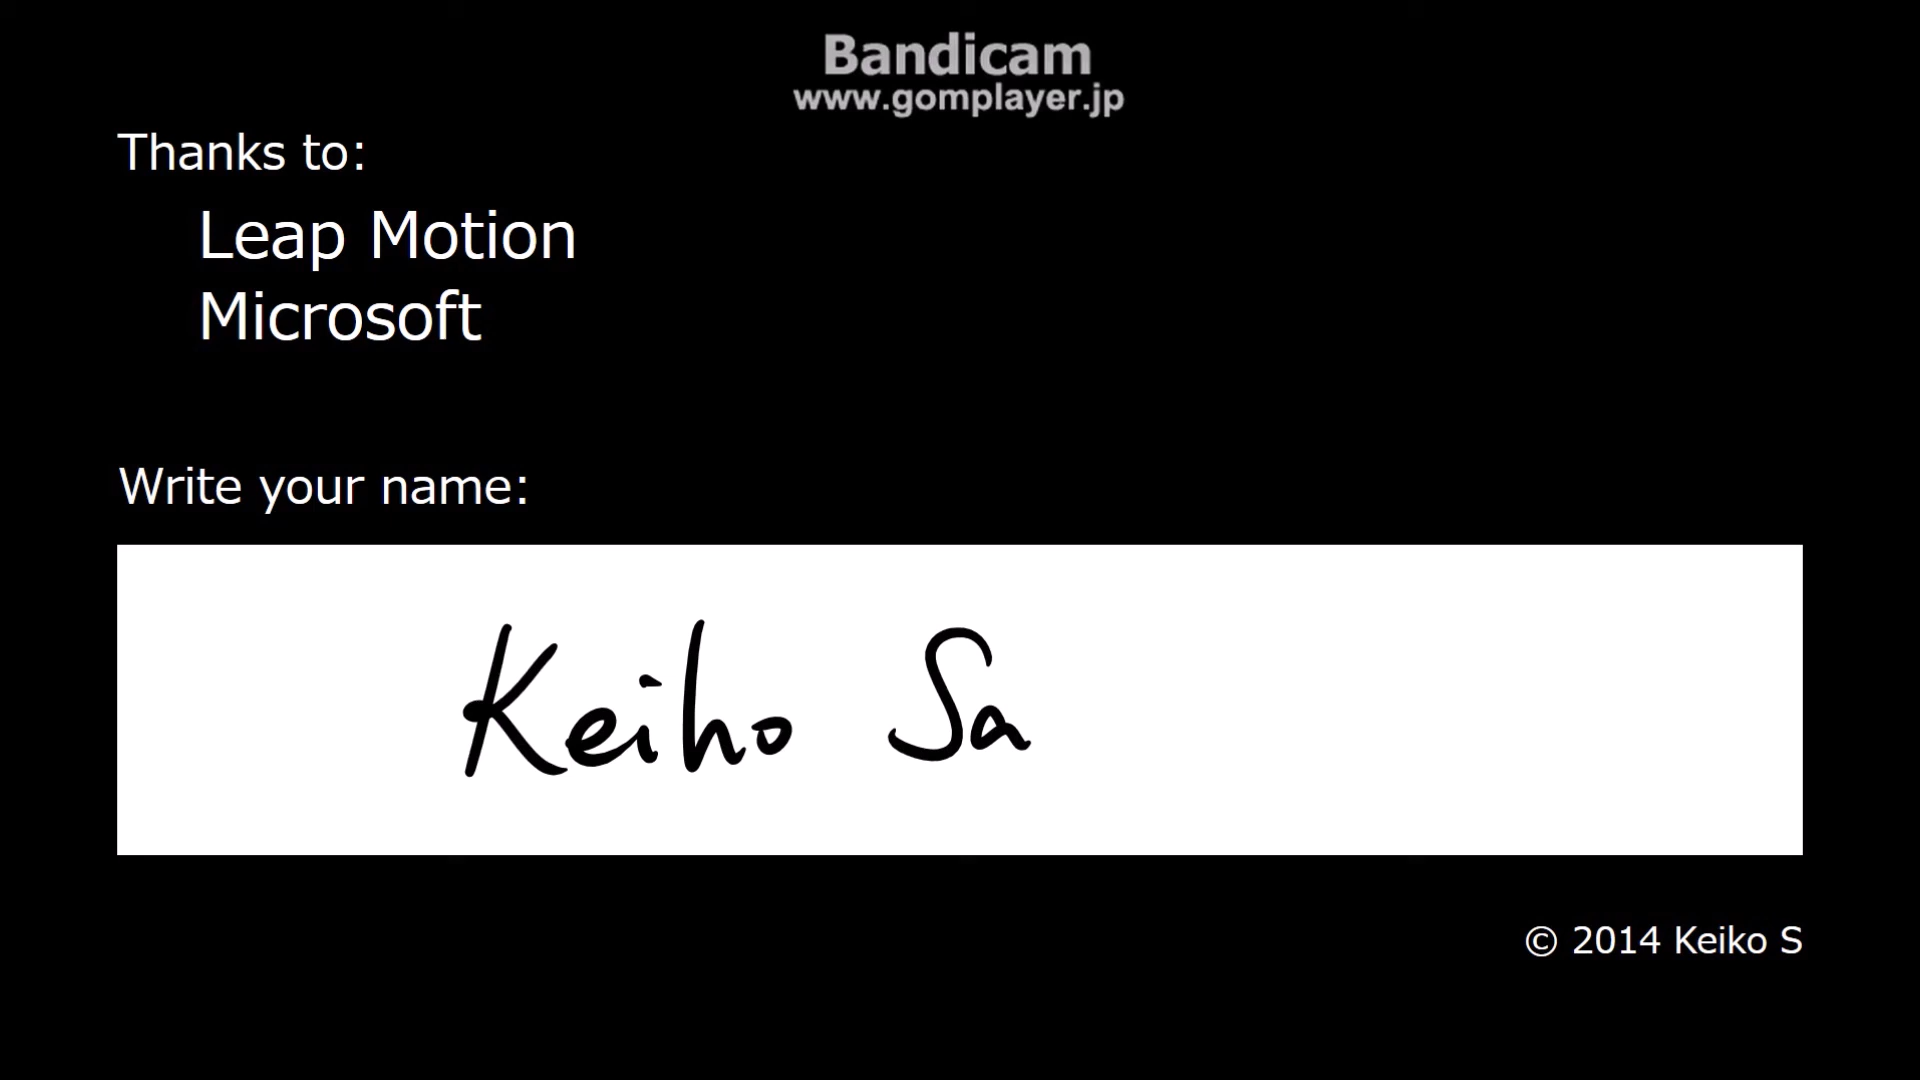 Bandicam
www.gomplayer.jp
Thanks to:
Leap Motion
Microsoft
Write your name:
Keiho Sa
© 2014 Keiko S